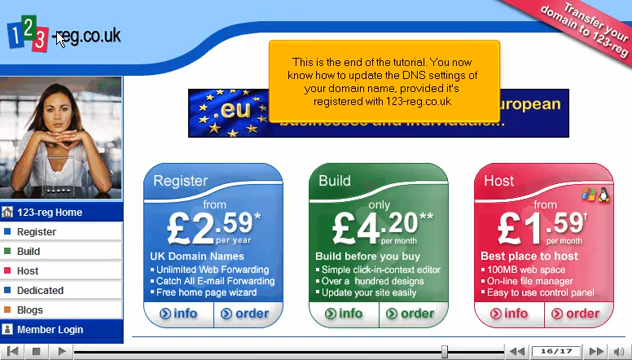 123-reg.co.uk
Transfer your
domain to 123-reg
This is the end of the tutorial. You now
know how to update the DNS settings of
your domain name, provided it's
registered with 123-reg.co.uk
.eu
uropean
businesses and individuals...
123-reg Home
Register
Build
Host
Dedicated
Blogs
Member Login
Register
from
£2.59*
per year
UK Domain Names
Unlimited Web Forwarding
Catch All E-mail Forwarding
Free home page wizard
info order
Build
only
£4.20**
per month
Build before you buy
Simple click-in-context editor
Over a hundred designs
Update your site easily
info order
Host
from
£1.59†
per month
Best place to host
100MB web space
On-line file manager
Easy to use control panel
info order
16/17